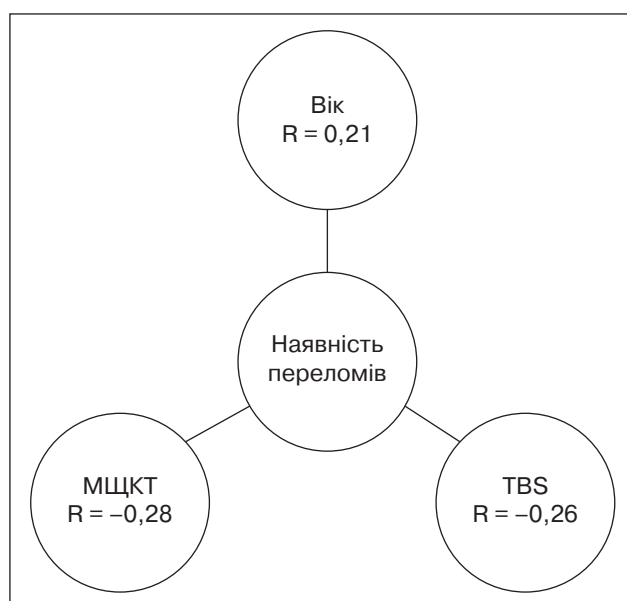 Вік
R = 0,21
Наявність
переломів
МЩКТ
R = –0,28
TBS
R = –0,26